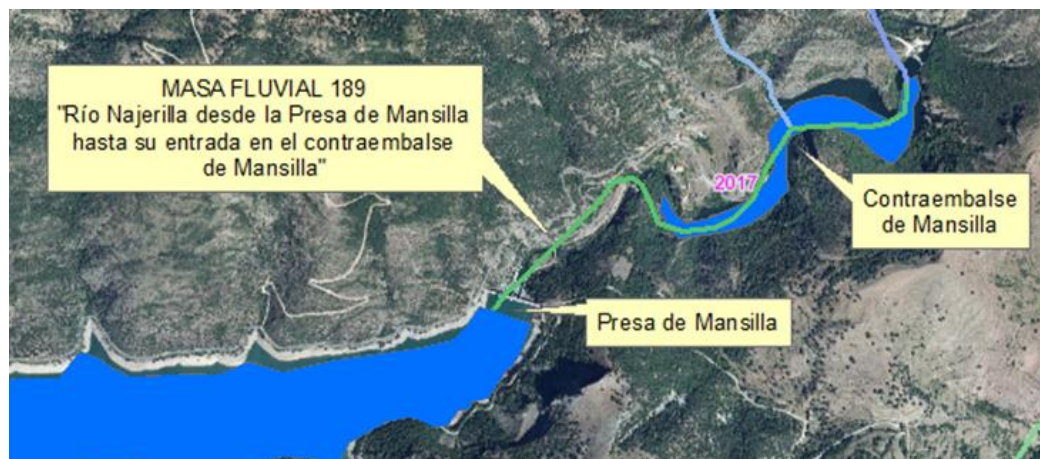 MASA FLUVIAL 189
"Río Najerilla desde la Presa de Mansilla
hasta su entrada en el contraembalse
de Mansilla"
2017
Contraembalse
de Mansilla
Presa de Mansilla